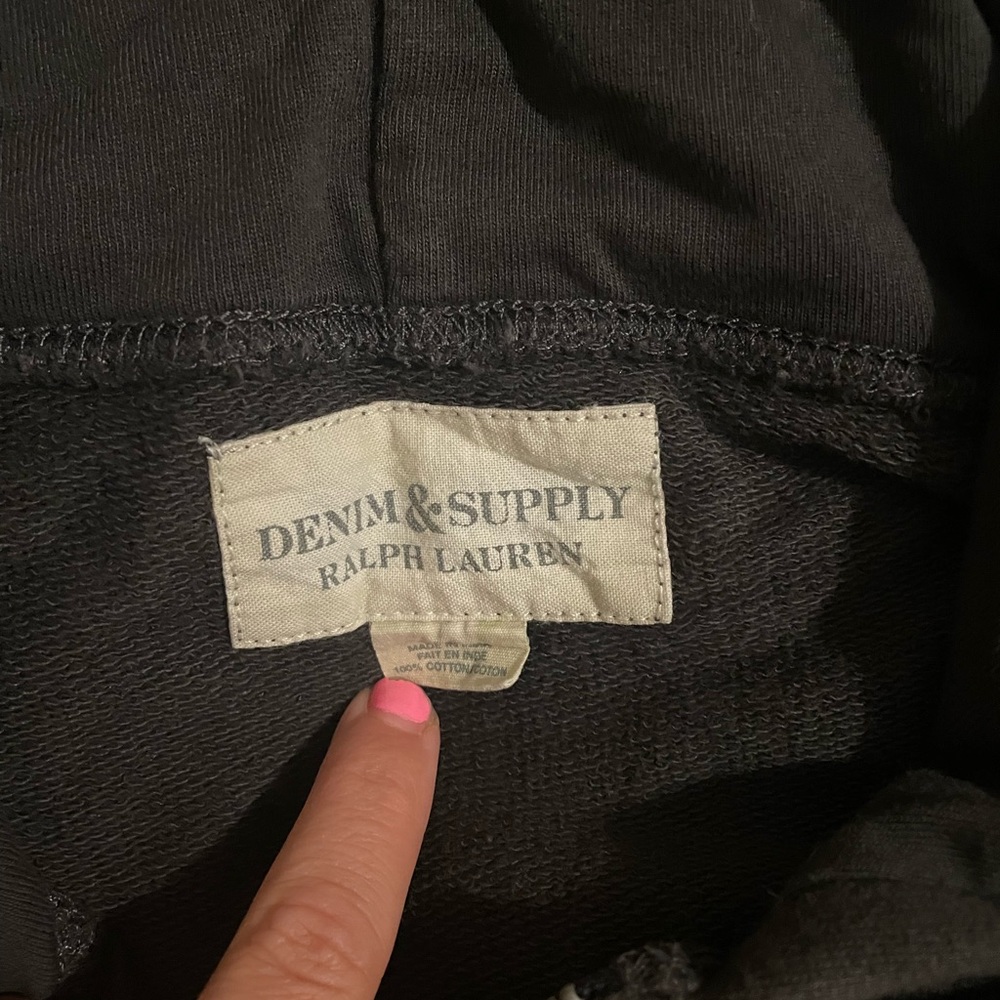 DENIM & SUPPLY
RALPH LAUREN
MADE IN
FAIT EN INDE
100% COTTON/COTON